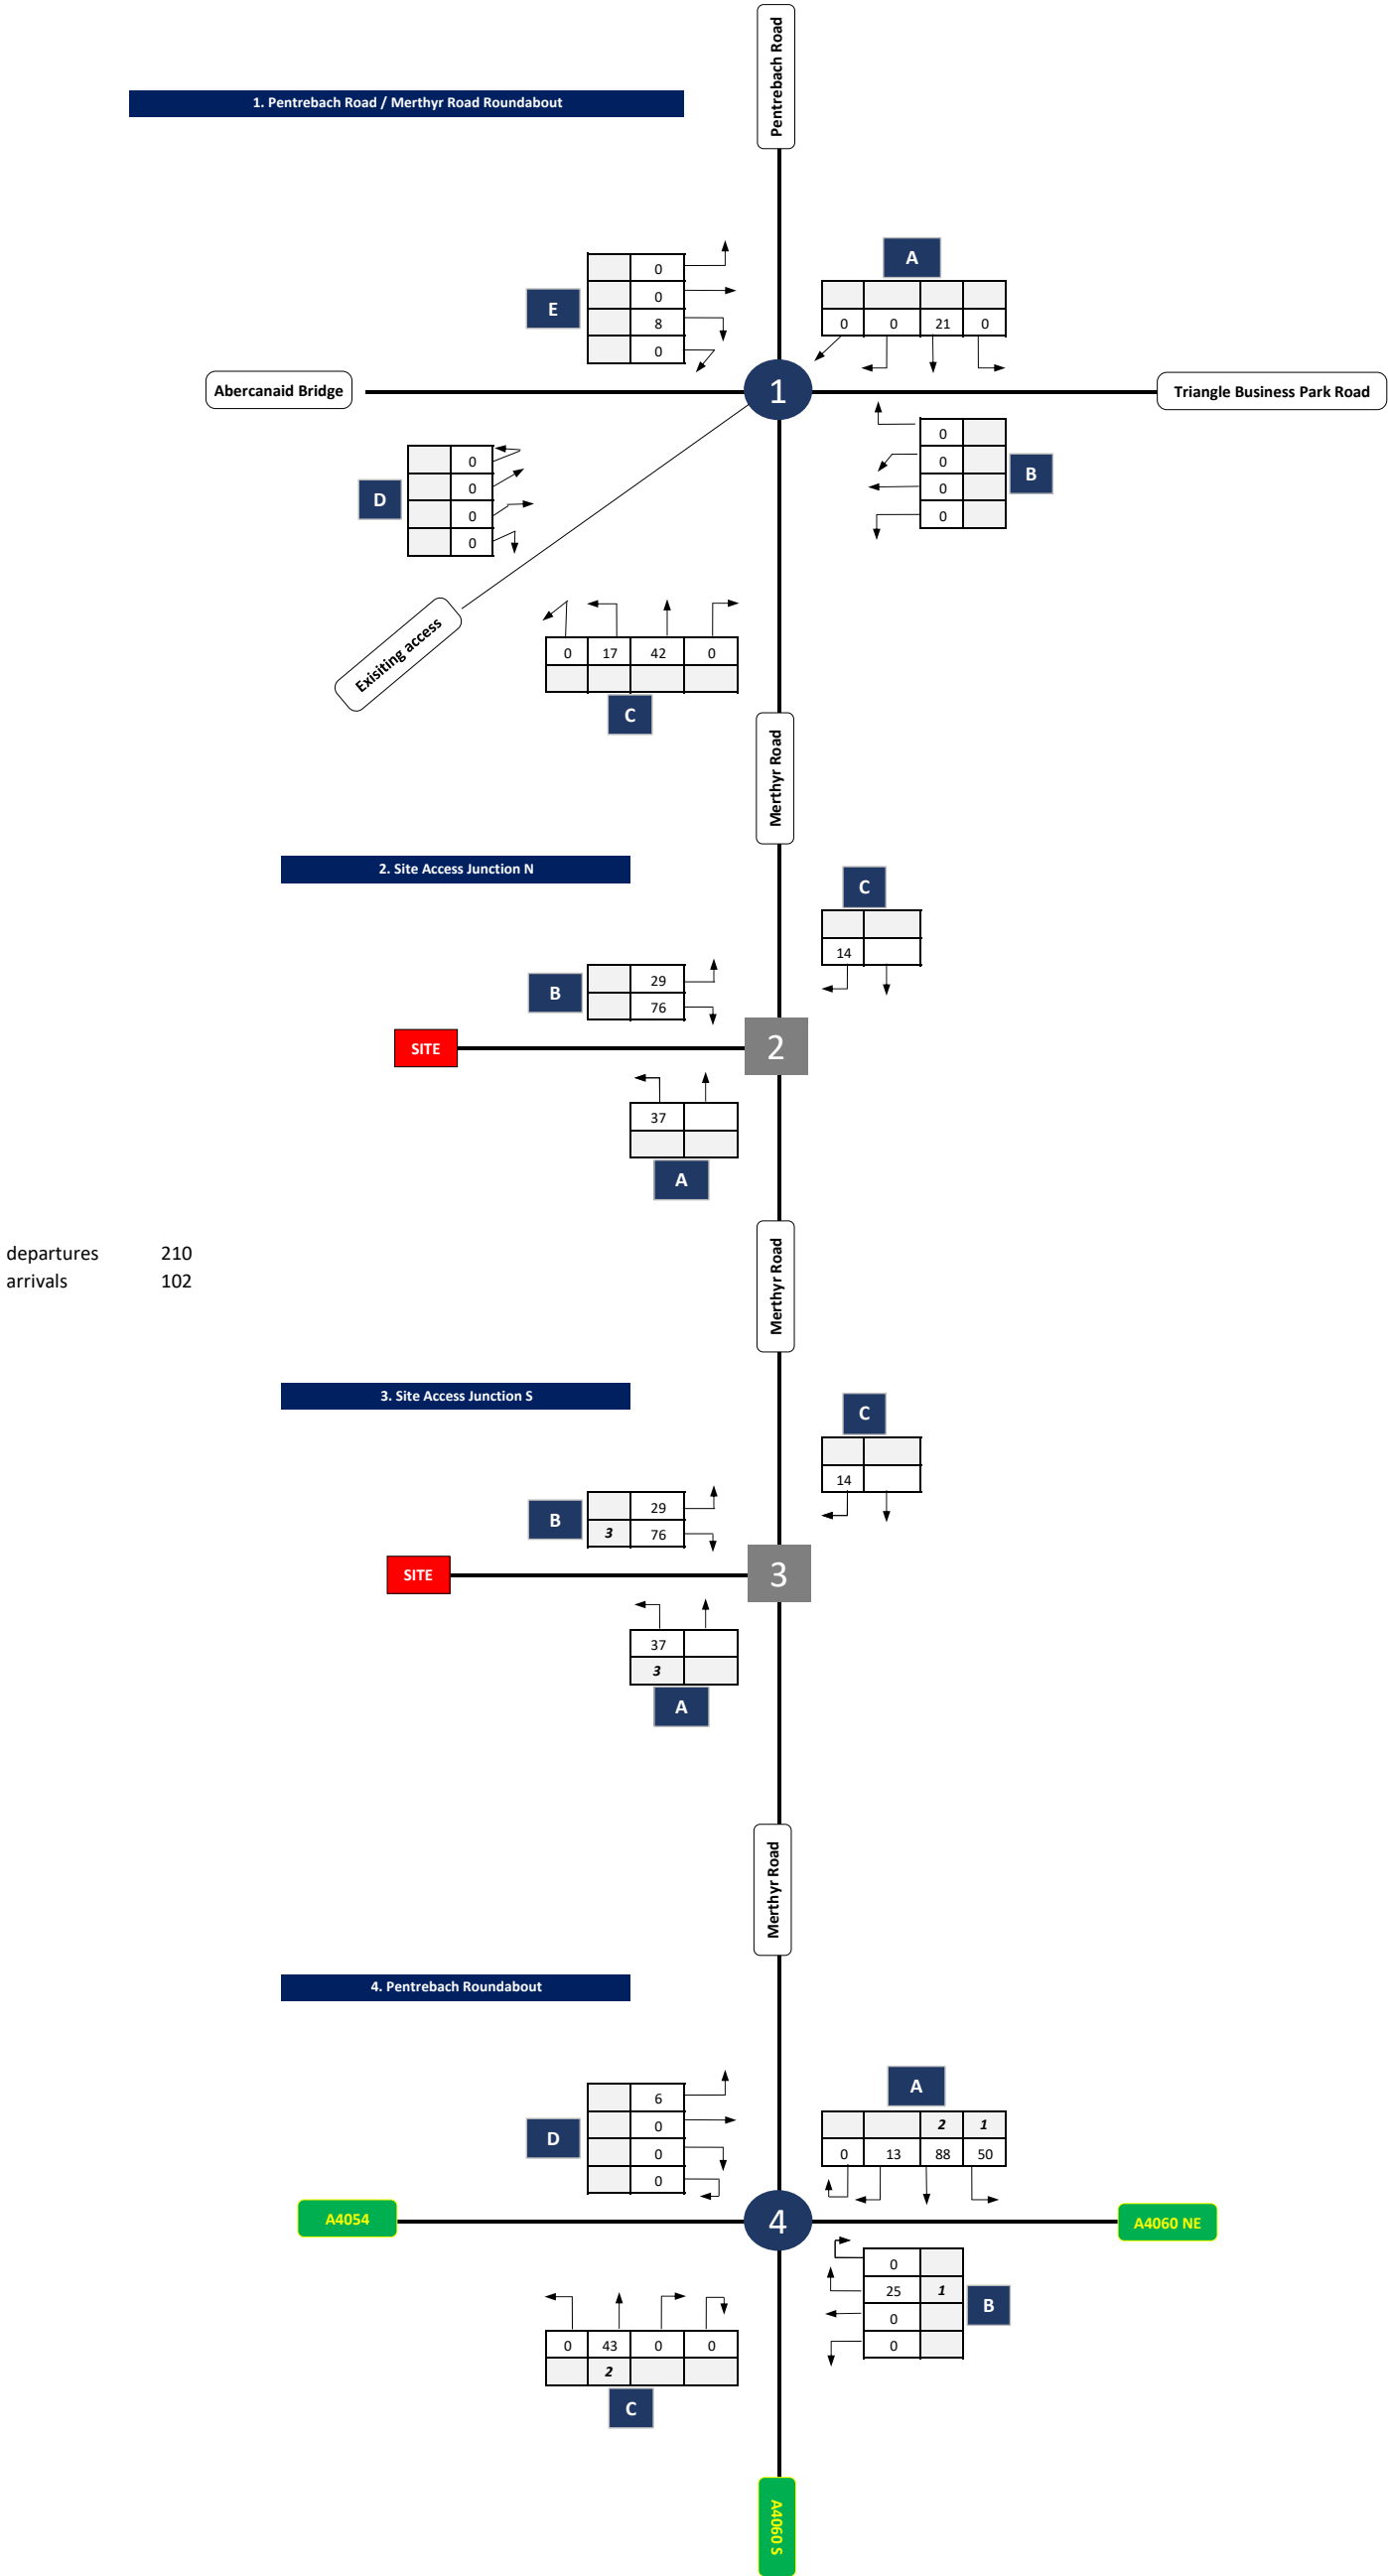 Pentrebach Road
1. Pentrebach Road / Merthyr Road Roundabout
A
0
0
E
8
0
0 0 21 0
Abercanaid Bridge
1
Triangle Business Park Road
0
0
0
0
B
0
0
0
0
D
Exisiting access
0 17 42 0
C
Merthyr Road
2. Site Access Junction N
C
14
29
B
76
SITE
2
37
A
departures 210
arrivals 102
Merthyr Road
3. Site Access Junction S
C
14
29
B
3 76
SITE
3
37
3
A
Merthyr Road
4. Pentrebach Roundabout
A
6
0
D
0
0
2 1
0 13 88 50
A4054
4
A4060 NE
0
25 1
B
0
0
0 43 0 0
2
C
A4060 S